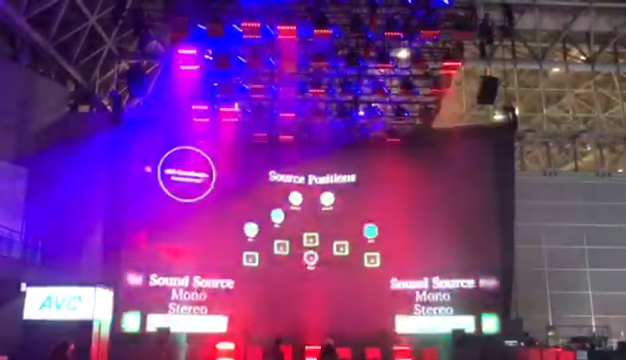 Source Positions
Sound Source
Mono
Stereo
Sound Source
Mono
Stereo
AVC